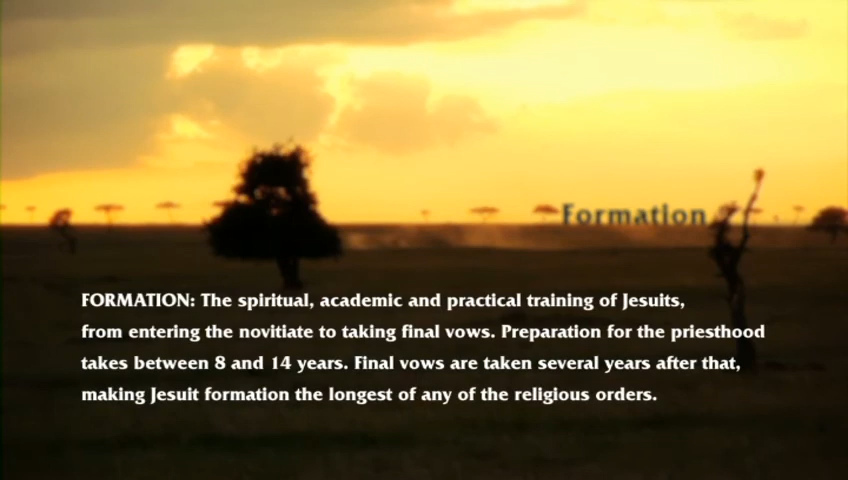 Formation
FORMATION: The spiritual, academic and practical training of Jesuits,
from entering the novitiate to taking final vows. Preparation for the priesthood
takes between 8 and 14 years. Final vows are taken several years after that,
making Jesuit formation the longest of any of the religious orders.